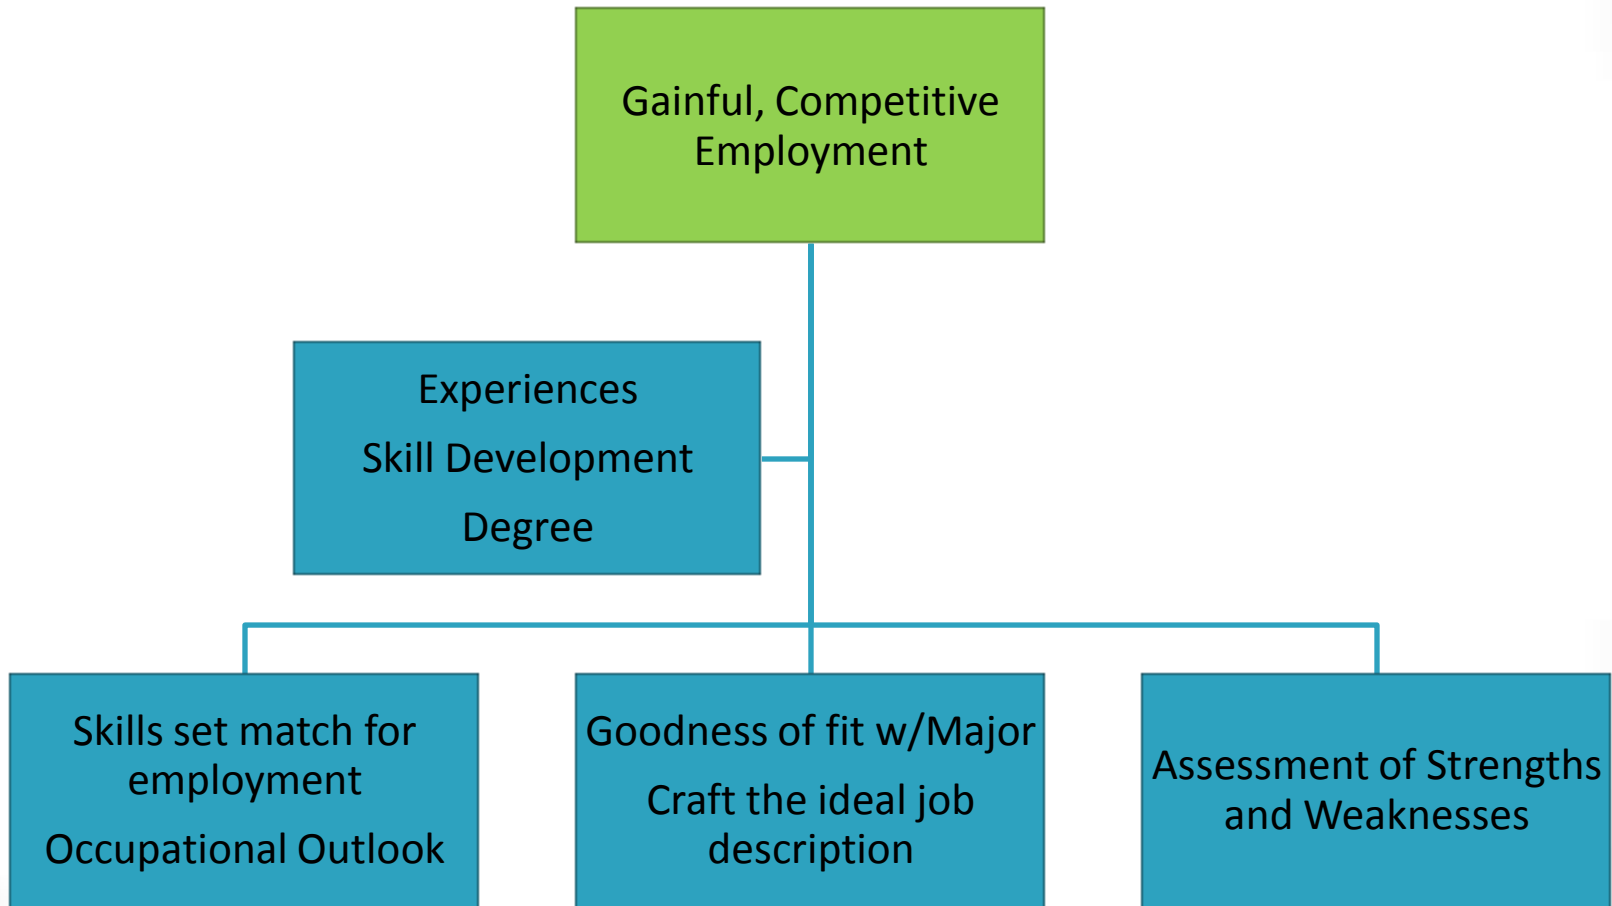 Gainful, Competitive
Employment
Experiences
Skill Development
Degree
Skills set match for
employment
Occupational Outlook
Goodness of fit w/Major
Craft the ideal job
description
Assessment of Strengths
and Weaknesses